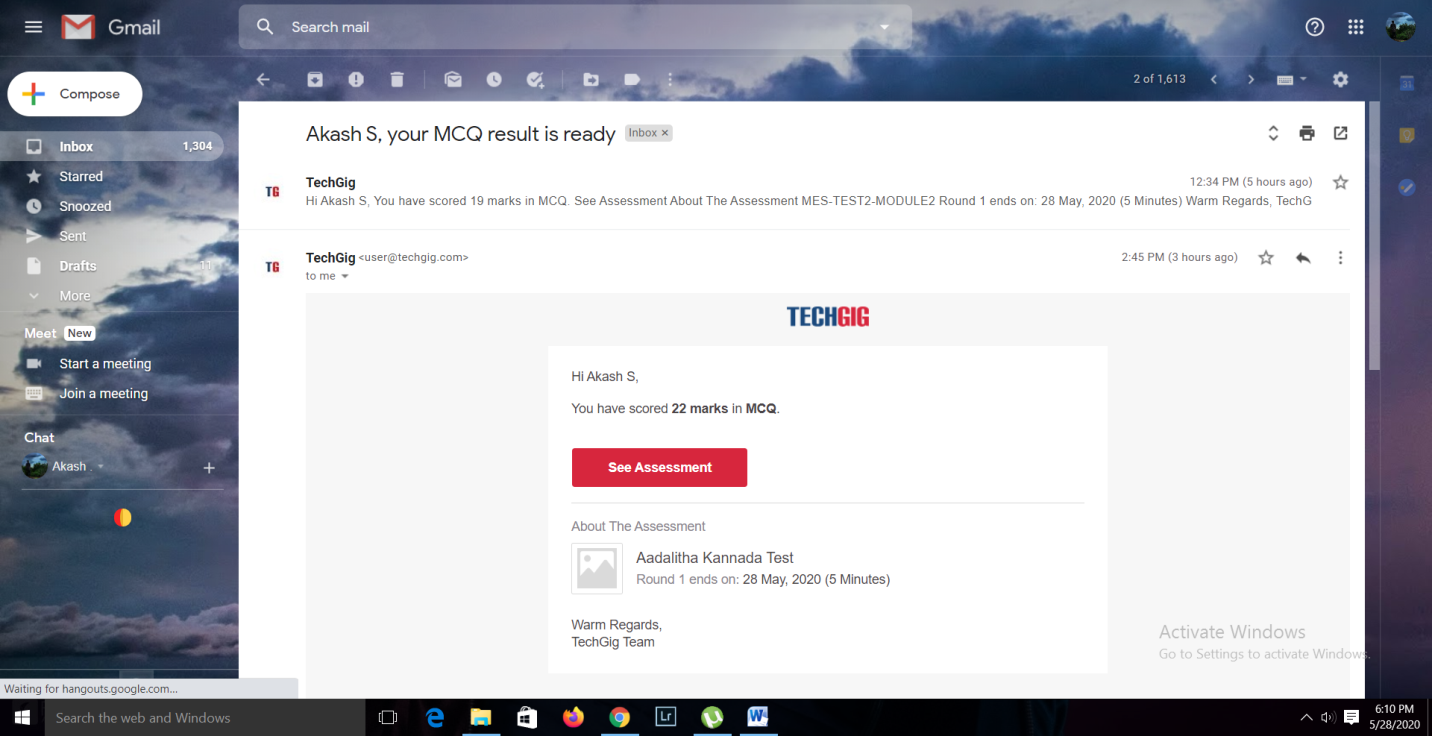 Gmail
Search mail
Compose
2 of 1,613
Inbox 1,304
Starred
Snoozed
Sent
Drafts 11
More
Meet New
Start a meeting
Join a meeting
Chat
Akash .
Akash S, your MCQ result is ready Inbox ×
TG
TechGig 12:34 PM (5 hours ago)
Hi Akash S, You have scored 19 marks in MCQ. See Assessment About The Assessment MES-TEST2-MODULE2 Round 1 ends on: 28 May, 2020 (5 Minutes) Warm Regards, TechG
TG
TechGig <user@techgig.com> 2:45 PM (3 hours ago)
to me
TECHGIG
Hi Akash S,
You have scored 22 marks in MCQ.
See Assessment
About The Assessment
Aadalitha Kannada Test
Round 1 ends on: 28 May, 2020 (5 Minutes)
Warm Regards,
TechGig Team
Activate Windows
Go to Settings to activate Windows.
Waiting for hangouts.google.com...
Search the web and Windows
Lr
W
6:10 PM
5/28/2020
31